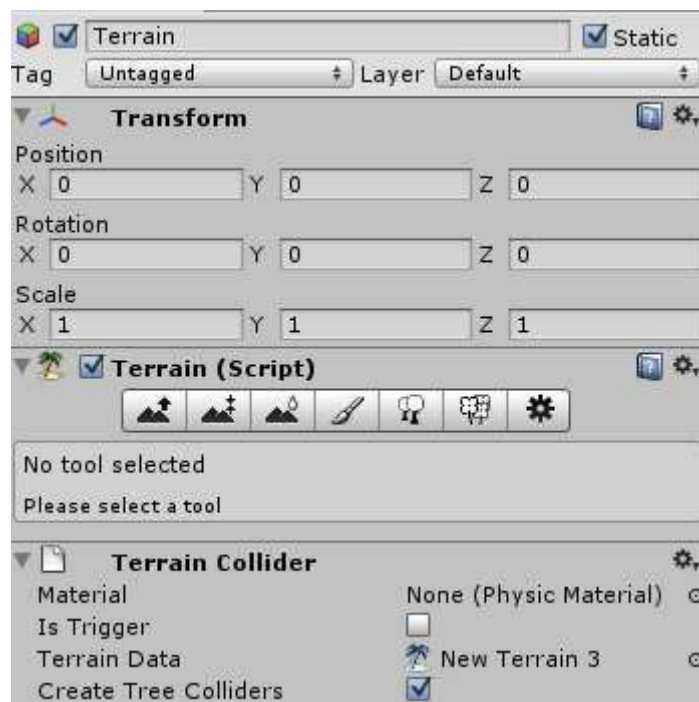 Terrain Static
Tag Untagged Layer Default
Transform
Position
X 0 Y 0 Z 0
Rotation
X 0 Y 0 Z 0
Scale
X 1 Y 1 Z 1
Terrain (Script)
No tool selected
Please select a tool
Terrain Collider
Material None (Physic Material)
Is Trigger
Terrain Data New Terrain 3
Create Tree Colliders